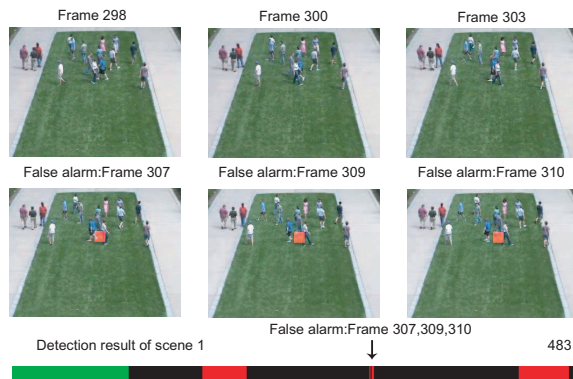 Frame 298
Frame 300
Frame 303
False alarm:Frame 307
False alarm:Frame 309
False alarm:Frame 310
False alarm:Frame 307,309,310
Detection result of scene 1
483